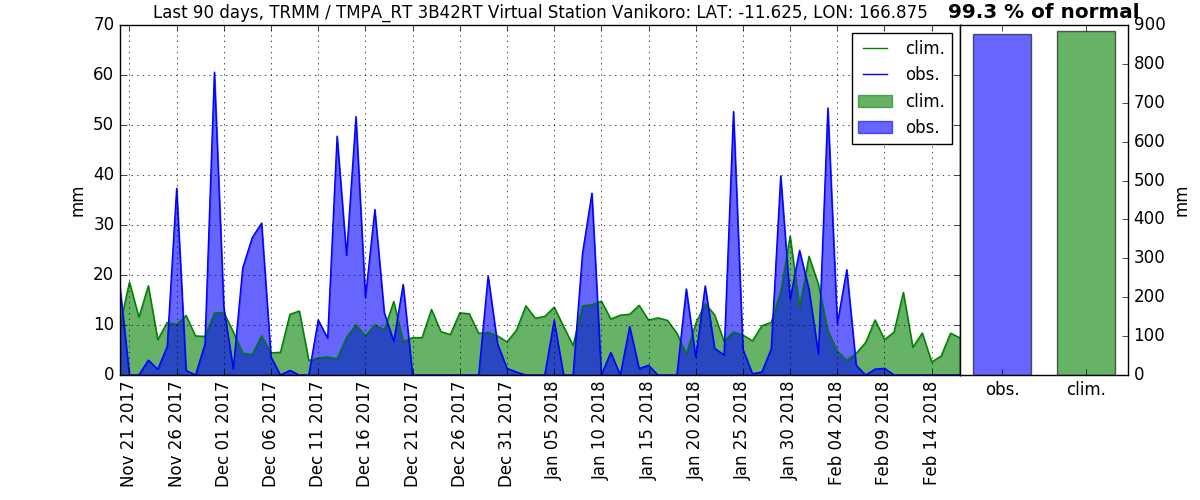 Last 90 days, TRMM / TMPA_RT 3B42RT Virtual Station Vanikoro: LAT: -11.625, LON: 166.875
99.3 % of normal
70
60
50
40
30
20
10
0
mm
clim.
obs.
clim.
obs.
900
800
700
600
500
400
300
200
100
0
mm
Nov 21 2017
Nov 26 2017
Dec 01 2017
Dec 06 2017
Dec 11 2017
Dec 16 2017
Dec 21 2017
Dec 26 2017
Dec 31 2017
Jan 05 2018
Jan 10 2018
Jan 15 2018
Jan 20 2018
Jan 25 2018
Jan 30 2018
Feb 04 2018
Feb 09 2018
Feb 14 2018
obs.
clim.